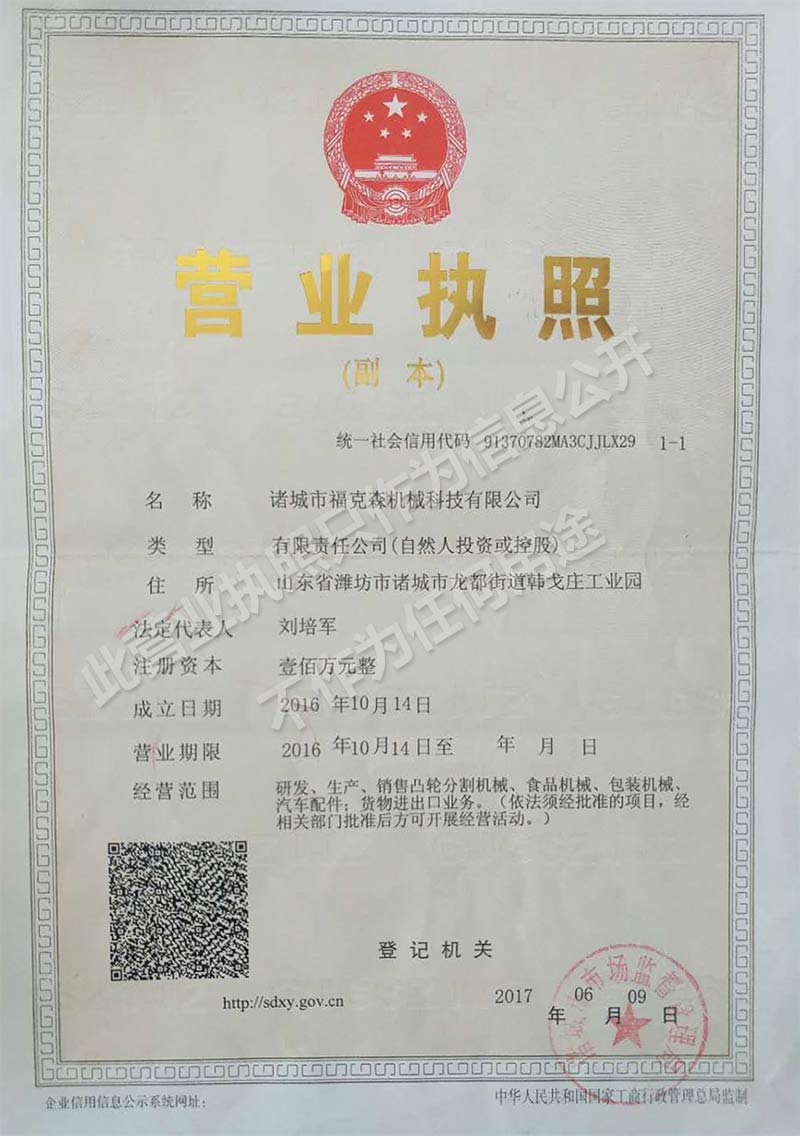 营业执照
(副 本)
统一社会信用代码 91370782MA3CJJLX29 1-1
名 称 诸城市福克森机械科技有限公司
类 型 有限责任公司(自然人投资或控股)
住 所 山东省潍坊市诸城市龙都街道韩戈庄工业园
法定代表人 刘培军
注册资本 壹佰万元整
成立日期 2016 年10月14日
营业期限 2016 年10月14日至 年 月 日
经营范围 研发、生产、销售凸轮分割机械、食品机械、包装机械、
汽车配件；货物进出口业务。（依法须经批准的项目，经
相关部门批准后方可开展经营活动。）
此营业执照只作为信息公开
不作为任何用途
登记机关
http://sdxy.gov.cn
2017 年 06 月 09 日
诸城市市场监督管理局
企业信用信息公示系统网址：
中华人民共和国国家工商行政管理总局监制